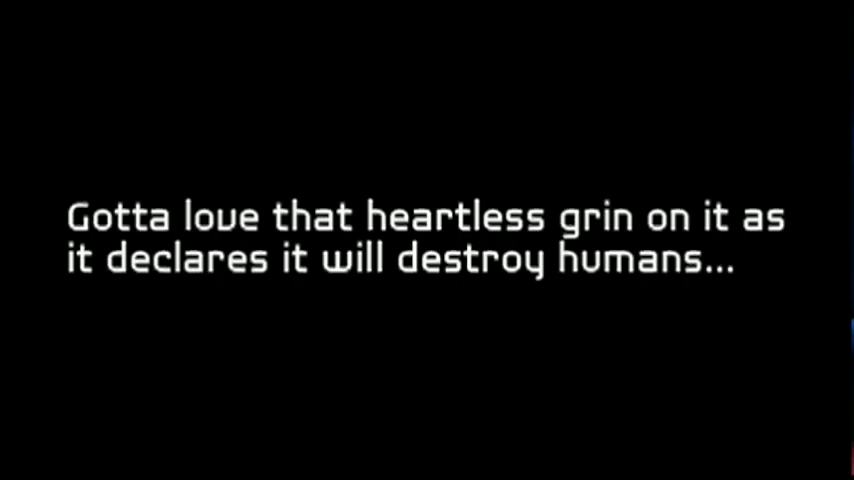 Gotta love that heartless grin on it as
it declares it will destroy humans...